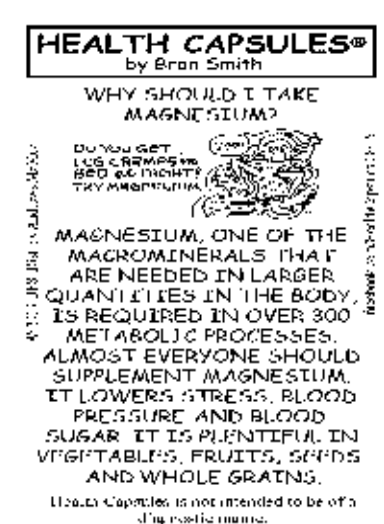 HEALTH CAPSULES®
by Bron Smith
WHY SHOULD I TAKE
MAGNESIUM?
DO YOU GET
LEG CRAMPS IN
BED AT NIGHT?
TRY MAGNESIUM
MAGNESIUM, ONE OF THE
MACROMINERALS THAT
ARE NEEDED IN LARGER
QUANTITIES IN THE BODY,
IS REQUIRED IN OVER 300
METABOLIC PROCESSES.
ALMOST EVERYONE SHOULD
SUPPLEMENT MAGNESIUM.
IT LOWERS STRESS, BLOOD
PRESSURE AND BLOOD
SUGAR. IT IS PLENTIFUL IN
VEGETABLES, FRUITS, SEEDS
AND WHOLE GRAINS.
Health Capsules is not intended to be of a
diagnostic nature.